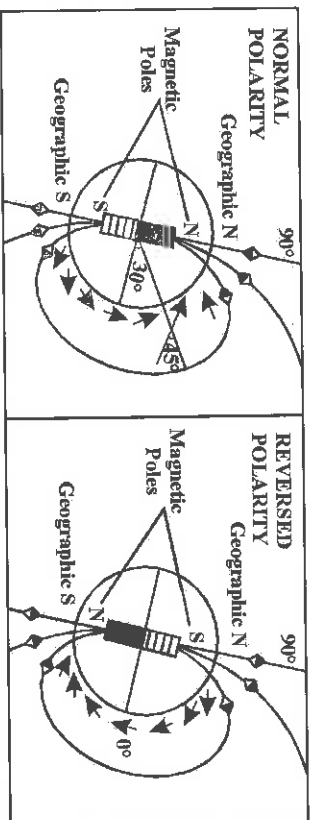 NORMAL
POLARITY
90°
Geographic N
Magnetic
Poles
N
S
30°
45°
Geographic S
REVERSED
POLARITY
90°
Geographic N
Magnetic
Poles
S
N
0°
Geographic S